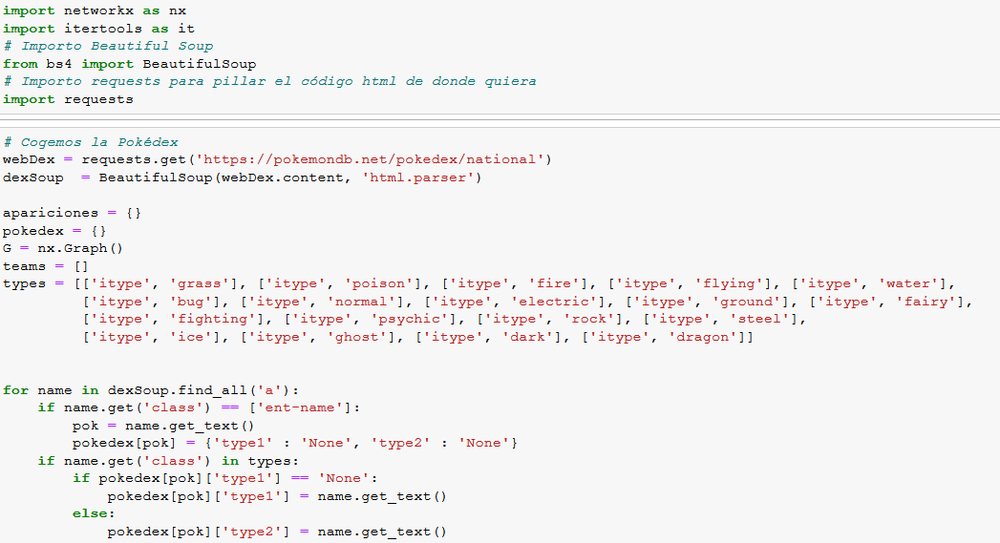 import networkx as nx
import itertools as it
# Importo Beautiful Soup
from bs4 import BeautifulSoup
# Importo requests para pillar el código html de donde quiera
import requests
# Cogemos la Pokédex
webDex = requests.get('https://pokemondb.net/pokedex/national')
dexSoup  = BeautifulSoup(webDex.content, 'html.parser')
apariciones = {}
pokedex = {}
G = nx.Graph()
teams = []
types = [['itype', 'grass'], ['itype', 'poison'], ['itype', 'fire'], ['itype', 'flying'], ['itype', 'water'],
         ['itype', 'bug'], ['itype', 'normal'], ['itype', 'electric'], ['itype', 'ground'], ['itype', 'fairy'],
         ['itype', 'fighting'], ['itype', 'psychic'], ['itype', 'rock'], ['itype', 'steel'],
         ['itype', 'ice'], ['itype', 'ghost'], ['itype', 'dark'], ['itype', 'dragon']]
for name in dexSoup.find_all('a'):
    if name.get('class') == ['ent-name']:
        pok = name.get_text()
        pokedex[pok] = {'type1' : 'None', 'type2' : 'None'}
    if name.get('class') in types:
        if pokedex[pok]['type1'] == 'None':
            pokedex[pok]['type1'] = name.get_text()
        else:
            pokedex[pok]['type2'] = name.get_text()